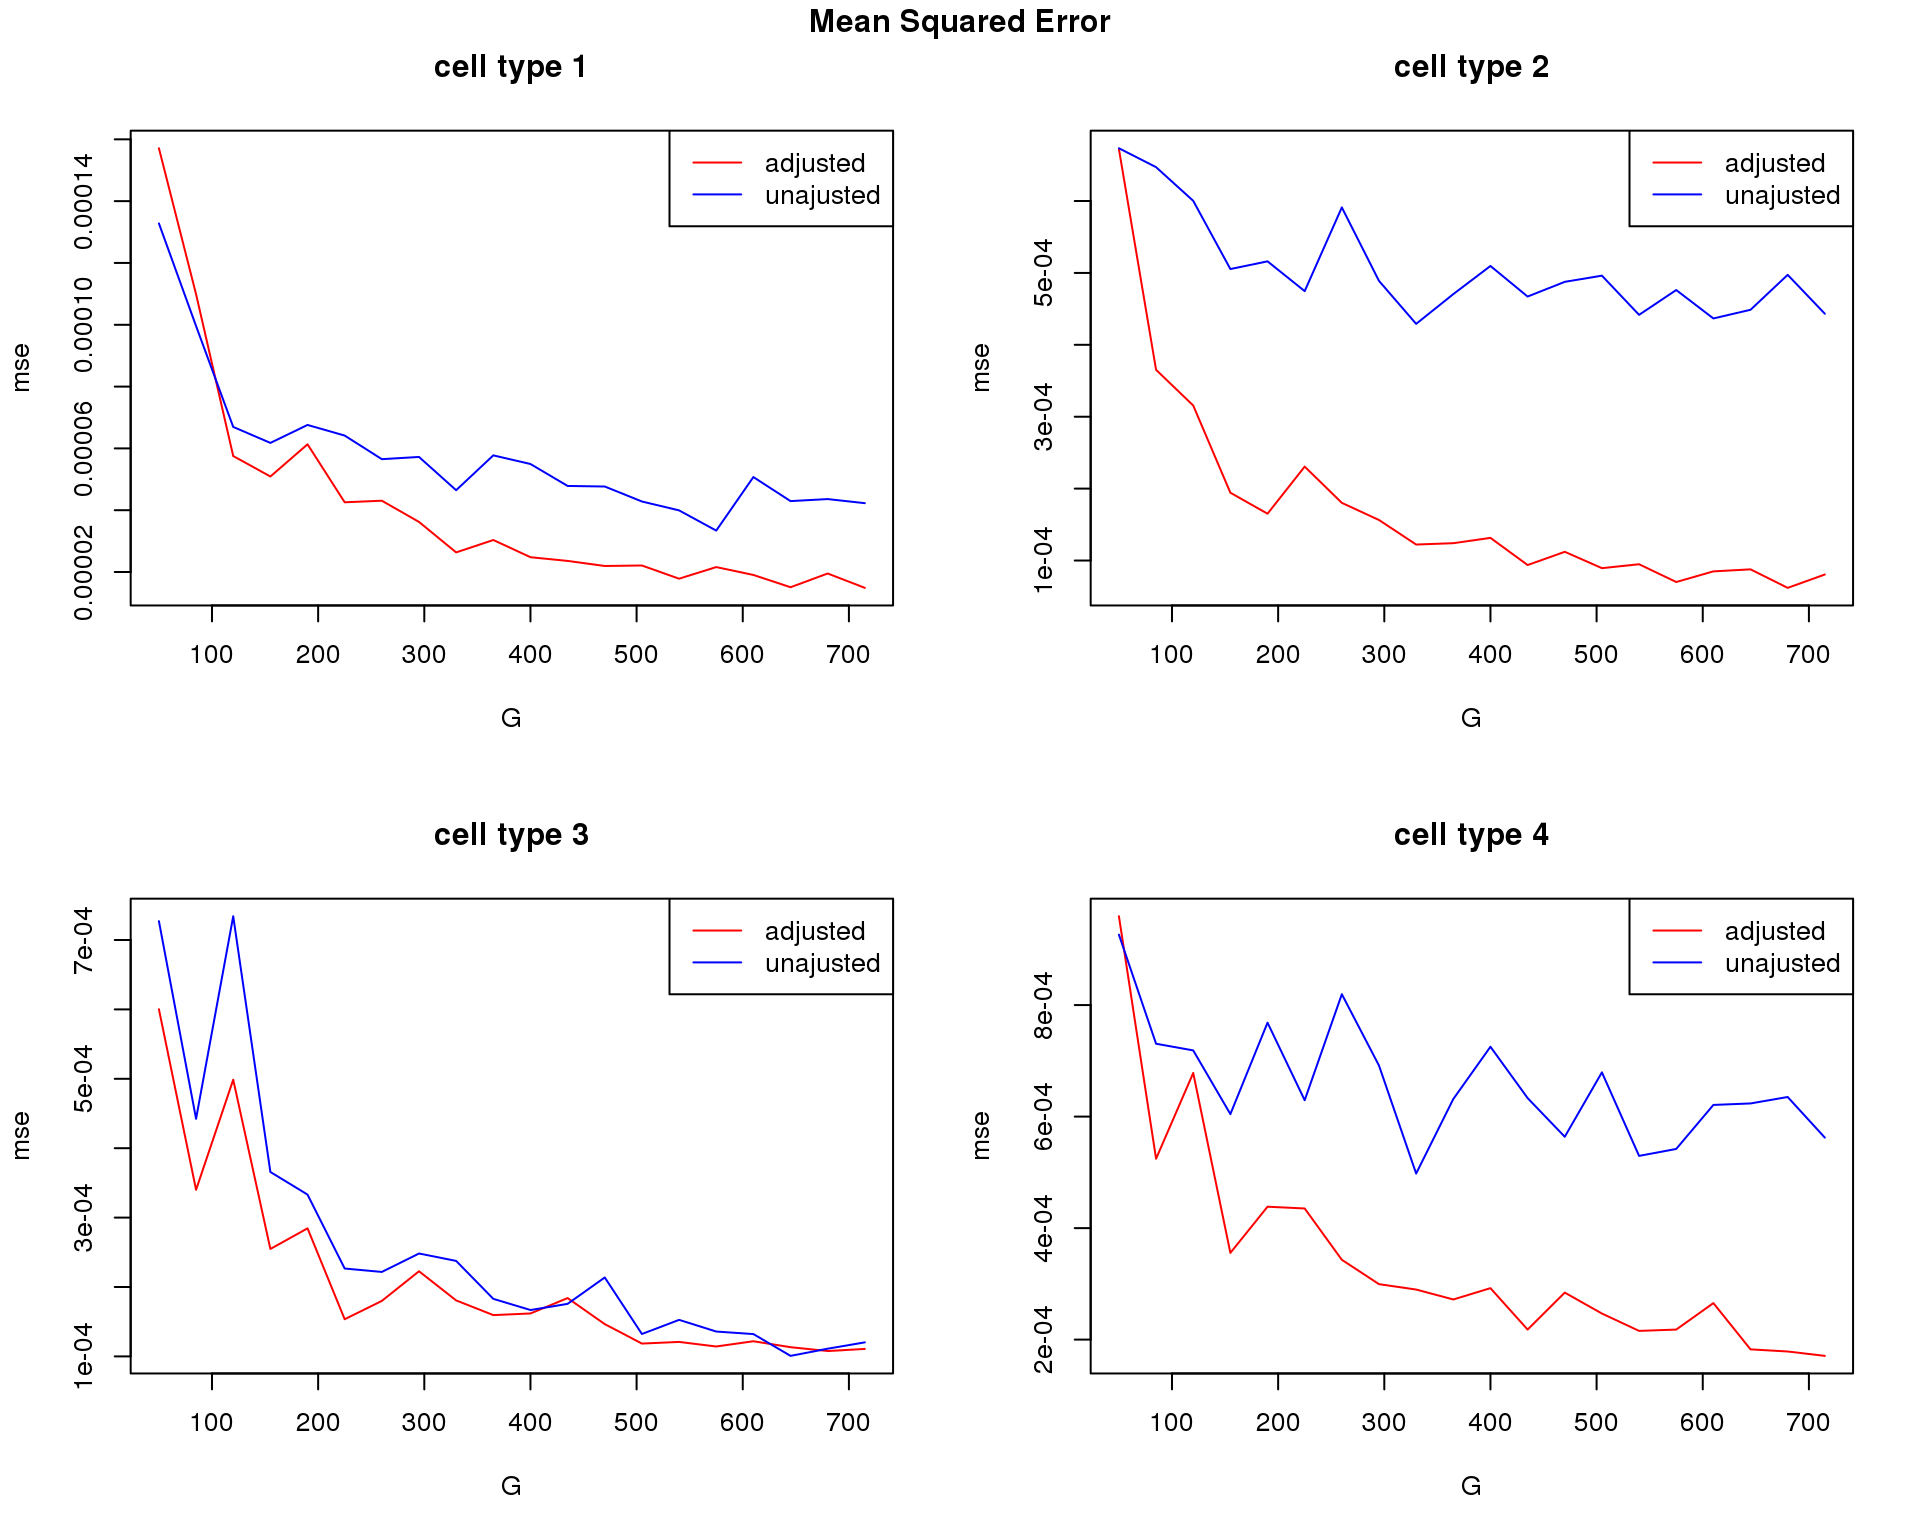 Mean Squared Error
cell type 1
adjusted
unajusted
mse
0.00002 0.00006 0.00010 0.00014
100 200 300 400 500 600 700
G
cell type 2
adjusted
unajusted
mse
1e-04 3e-04 5e-04
100 200 300 400 500 600 700
G
cell type 3
adjusted
unajusted
mse
1e-04 3e-04 5e-04 7e-04
100 200 300 400 500 600 700
G
cell type 4
adjusted
unajusted
mse
2e-04 4e-04 6e-04 8e-04
100 200 300 400 500 600 700
G